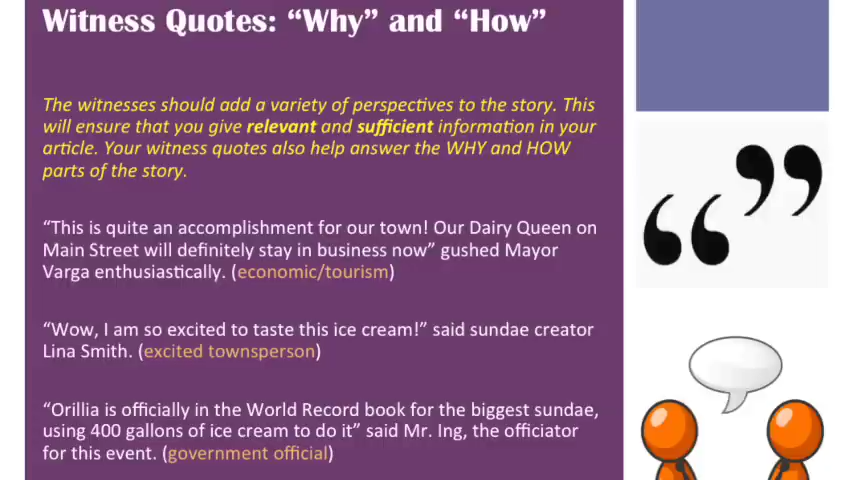 Witness Quotes: “Why” and “How”
The witnesses should add a variety of perspectives to the story. This
will ensure that you give relevant and sufficient information in your
article. Your witness quotes also help answer the WHY and HOW
parts of the story.
“This is quite an accomplishment for our town! Our Dairy Queen on
Main Street will definitely stay in business now” gushed Mayor
Varga enthusiastically. (economic/tourism)
“Wow, I am so excited to taste this ice cream!” said sundae creator
Lina Smith. (excited townsperson)
“Orillia is officially in the World Record book for the biggest sundae,
using 400 gallons of ice cream to do it” said Mr. Ing, the officiator
for this event. (government official)